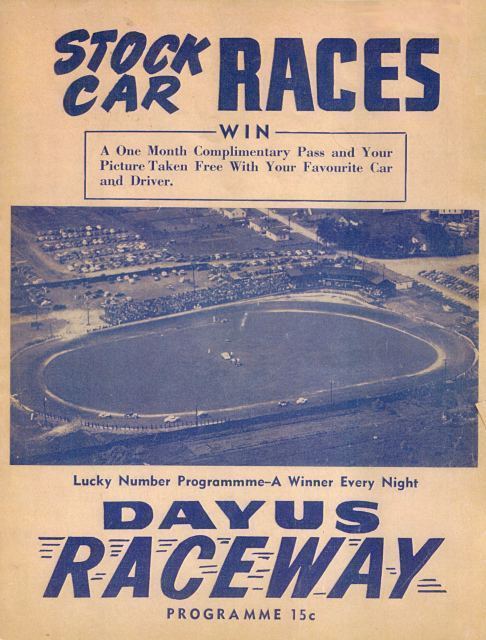 STOCK CAR RACES
WIN
A One Month Complimentary Pass and Your
Picture Taken Free With Your Favourite Car
and Driver.
Lucky Number Programmme-A Winner Every Night
DAYUS
RACEWAY
PROGRAMME 15c